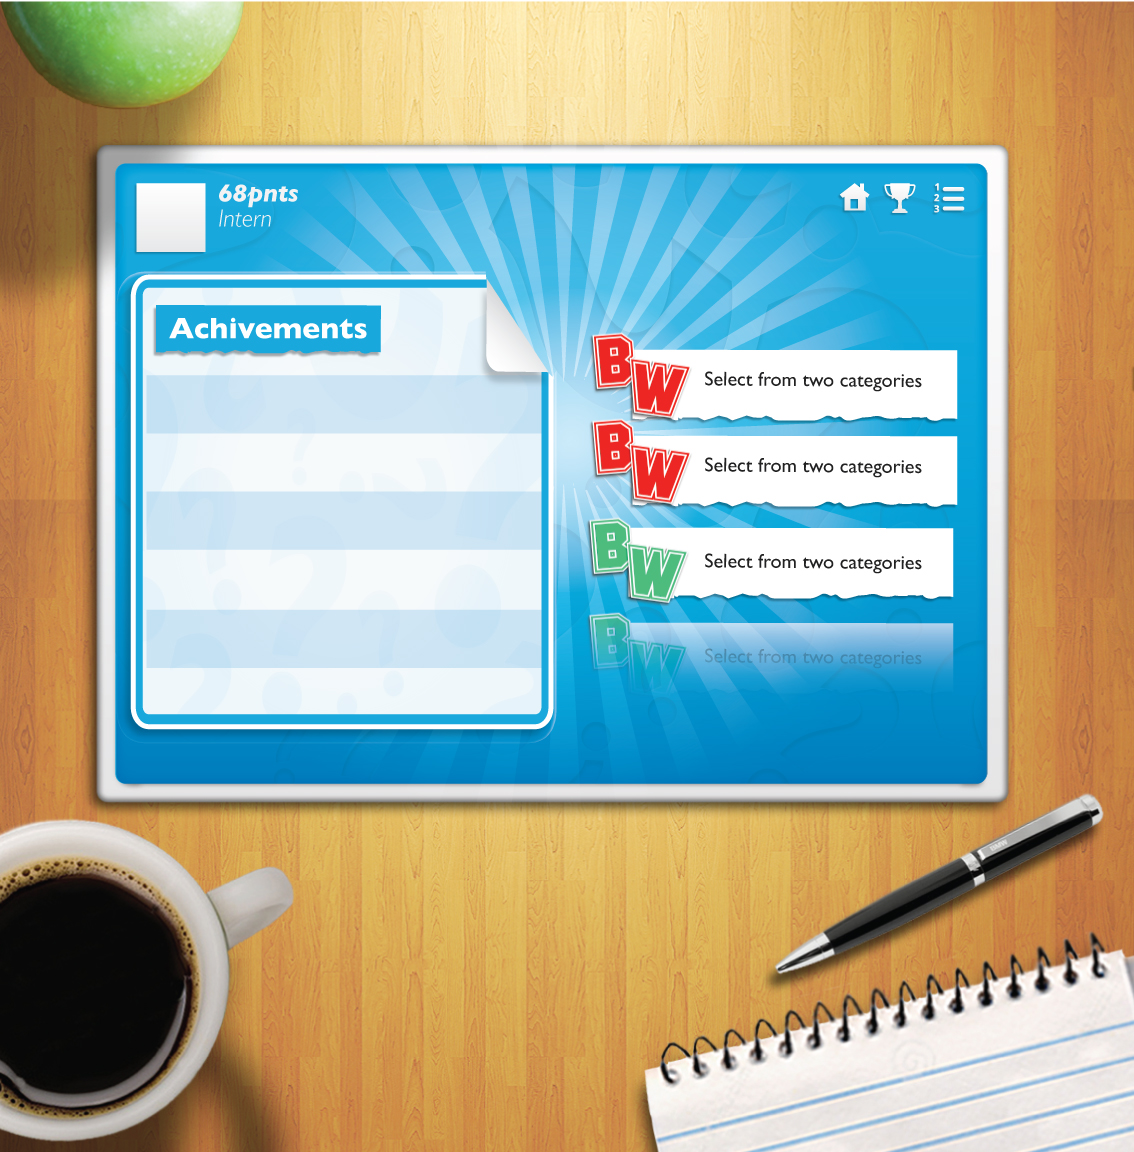 68pnts
Intern
1
2
3
Achivements
BW
Select from two categories
BW
Select from two categories
BW
Select from two categories
BW
Select from two categories